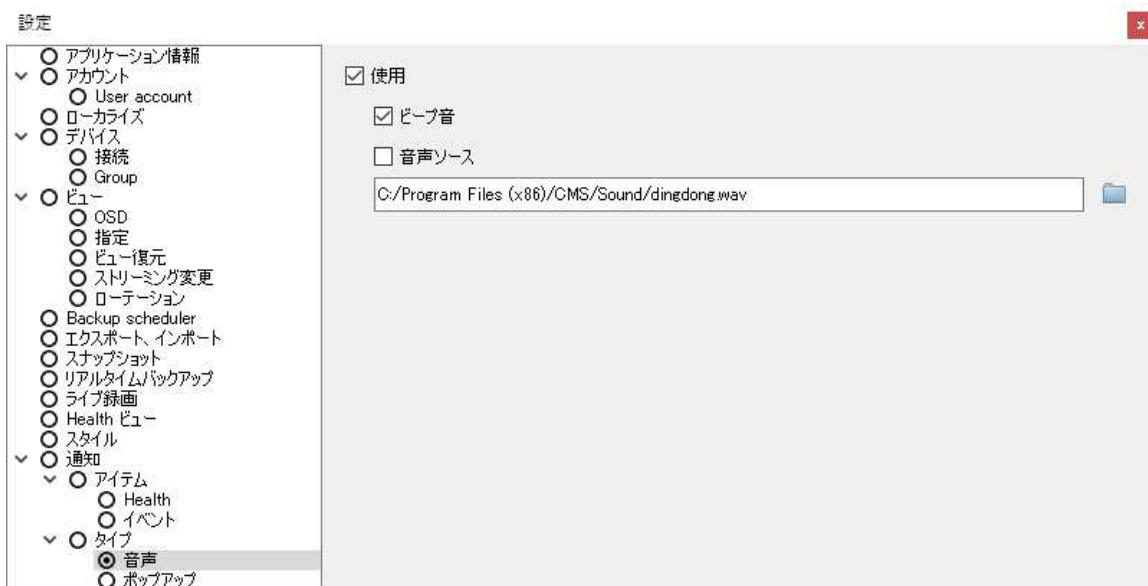 設定
アプリケーション情報
アカウント
User account
ローカライズ
デバイス
接続
Group
ビュー
OSD
指定
ビュー復元
ストリーミング変更
ローテーション
Backup scheduler
エクスポート、インポート
スナップショット
リアルタイムバックアップ
ライブ録画
Health ビュー
スタイル
通知
アイテム
Health
イベント
タイプ
音声
ポップアップ
使用
ビープ音
音声ソース
C:/Program Files (x86)/CMS/Sound/dingdong.wav